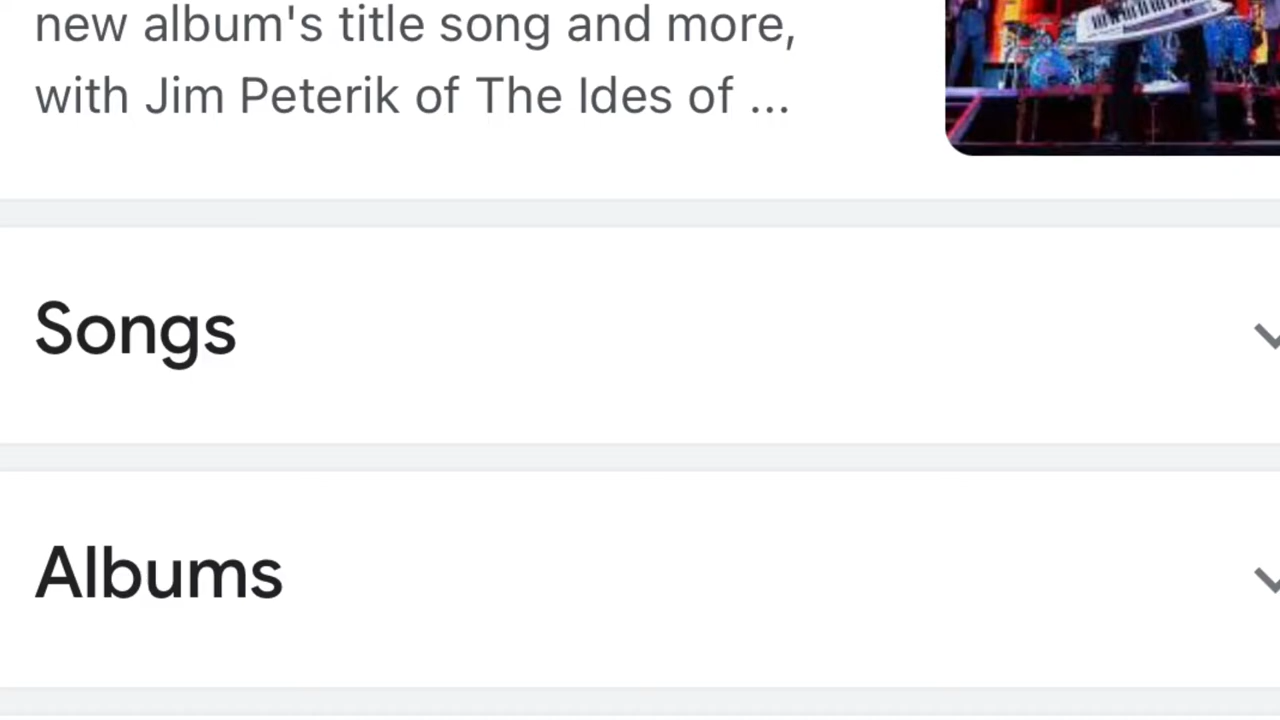 new album's title song and more,
with Jim Peterik of The Ides of ...
Songs
Albums